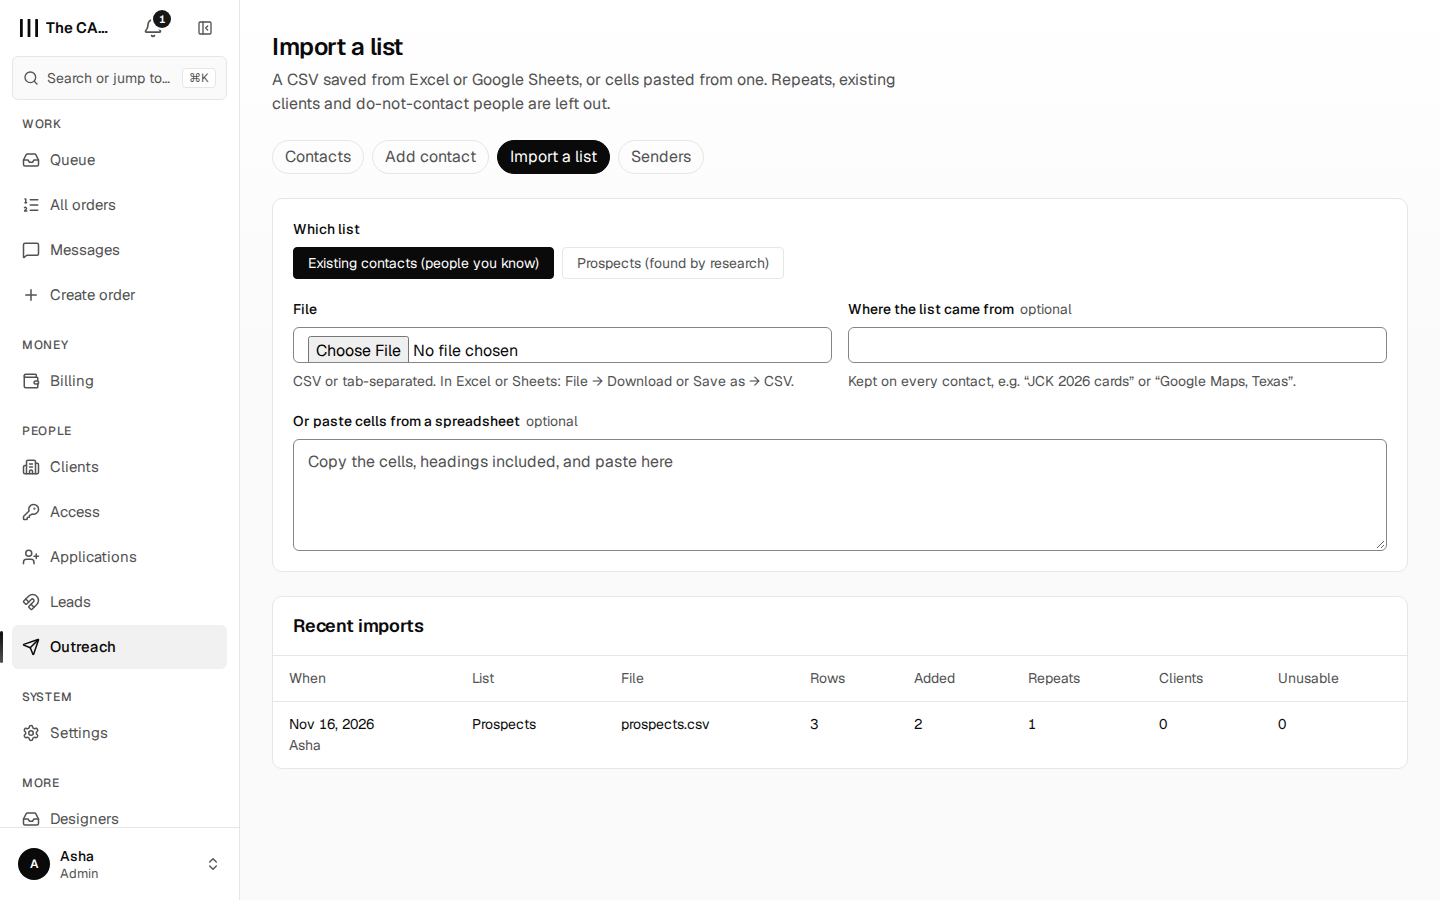 The CA...
1
Search or jump to... ⌘K
WORK
Queue
All orders
Messages
Create order
MONEY
Billing
PEOPLE
Clients
Access
Applications
Leads
Outreach
SYSTEM
Settings
MORE
Designers
A
Asha
Admin
Import a list
A CSV saved from Excel or Google Sheets, or cells pasted from one. Repeats, existing
clients and do-not-contact people are left out.
Contacts Add contact Import a list Senders
Which list
Existing contacts (people you know) Prospects (found by research)
File
Choose File No file chosen
CSV or tab-separated. In Excel or Sheets: File → Download or Save as → CSV.
Where the list came from optional
Kept on every contact, e.g. “JCK 2026 cards” or “Google Maps, Texas”.
Or paste cells from a spreadsheet optional
Copy the cells, headings included, and paste here
Recent imports
When List File Rows Added Repeats Clients Unusable
Nov 16, 2026 Prospects prospects.csv 3 2 1 0 0
Asha